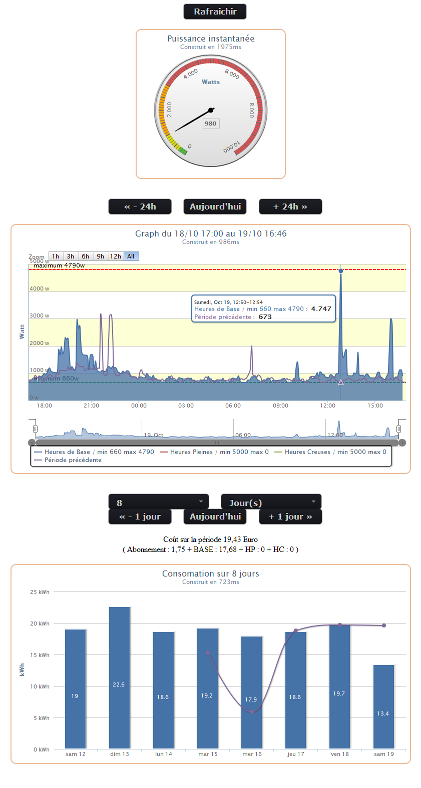 Rafraichir
Puissance instantanée
Construit en 1975ms
Watts
0
2.000
4.000
6.000
8.000
10.000
980
« - 24h
Aujourd'hui
+ 24h »
Graph du 18/10 17:00 au 19/10 16:46
Construit en 986ms
Zoom 1h 3h 6h 9h 12h All
5000 w
maximum 4790w
4000 w
3000 w
2000 w
1000 w
minimum 660w
0 w
Watt
Samedi, Oct 19, 12:53-12:54
Heures de Base / min 660 max 4790 : 4.747
Période précédente : 673
18:00 21:00 00:00 03:00 06:00 09:00 12:00 15:00
19. Oct 06:00 12:00
Heures de Base / min 660 max 4790
Heures Pleines / min 5000 max 0
Heures Creuses / min 5000 max 0
Période précédente
8
Jour(s)
« - 1 jour
Aujourd'hui
+ 1 jour »
Coût sur la période 19,43 Euro
( Abonnement : 1,75 + BASE : 17,68 + HP : 0 + HC : 0 )
Consomation sur 8 jours
Construit en 723ms
25 kWh
20 kWh
15 kWh
10 kWh
5 kWh
0 kWh
kWh
19 22.6 18.6 19.2 17.9 18.6 19.7 13.4
sam 12 dim 13 lun 14 mar 15 mer 16 jeu 17 ven 18 sam 19